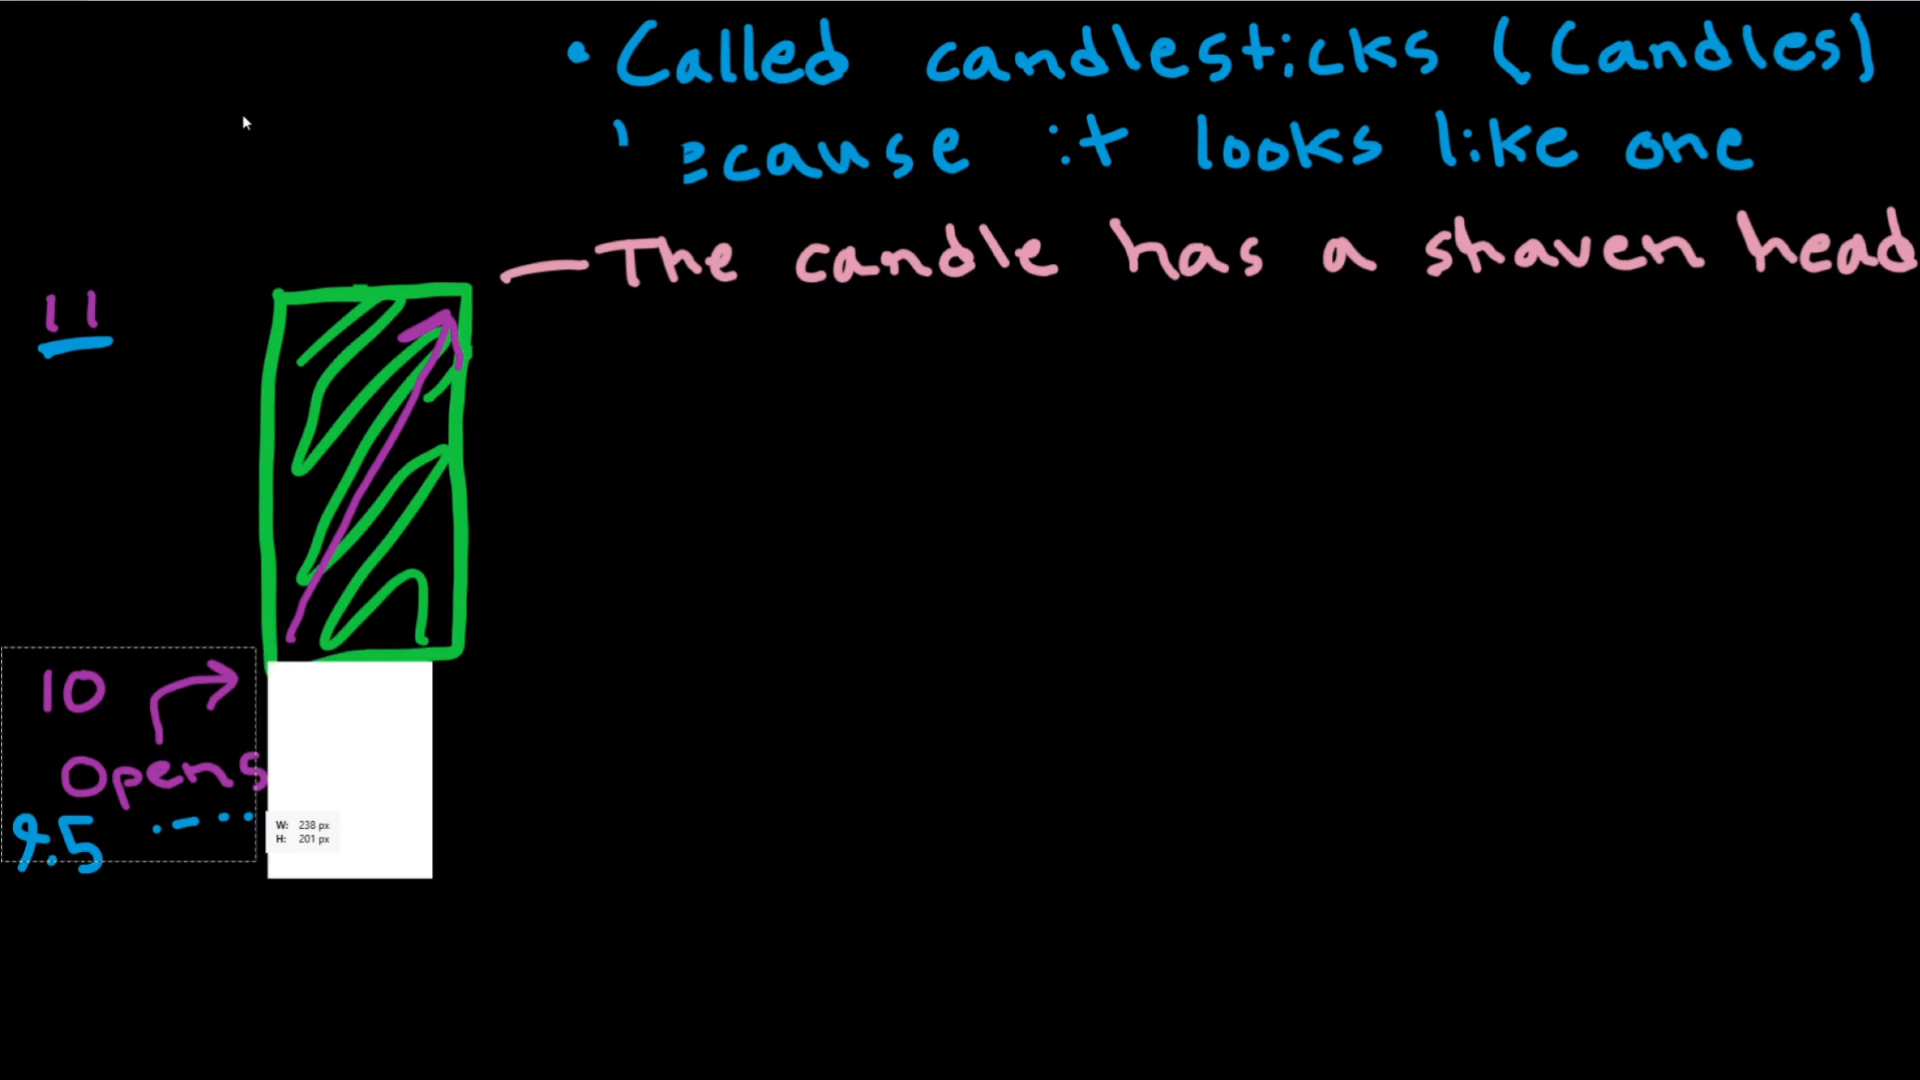 • Called candlesticks (Candles)
because it looks like one
— The candle has a shaven head
11
10
Opens
9.5
W: 238 px
H: 201 px